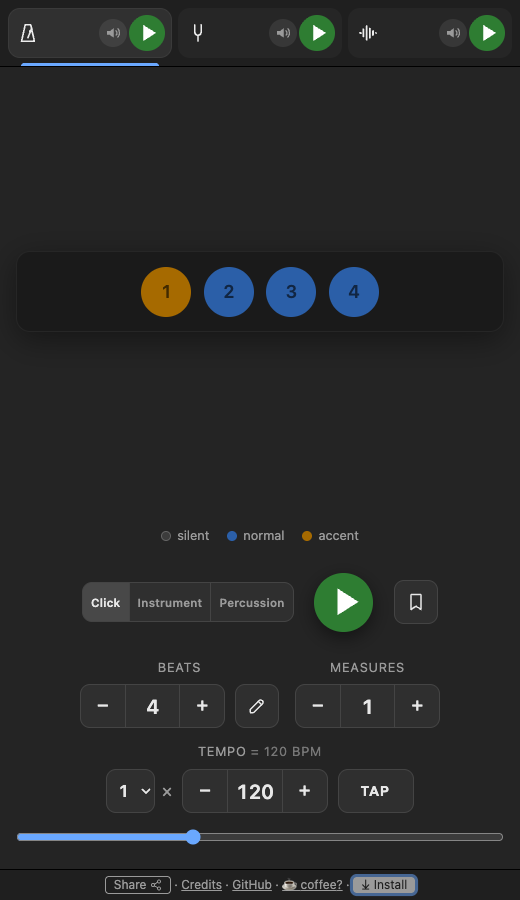 1 2 3 4
silent normal accent
Click Instrument Percussion
BEATS MEASURES
− 4 + − 1 +
TEMPO = 120 BPM
1 × − 120 + TAP
Share · Credits · GitHub · ☕ coffee? · Install